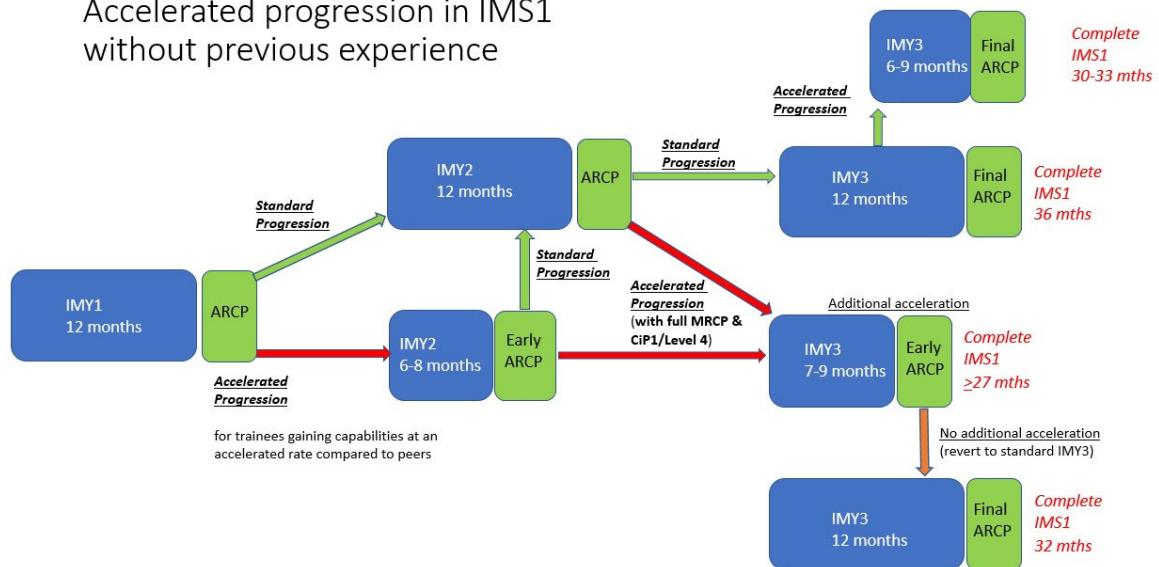 Accelerated progression in IMS1
without previous experience
IMY1
12 months
ARCP
Standard
Progression
Accelerated
Progression
for trainees gaining capabilities at an
accelerated rate compared to peers
IMY2
12 months
ARCP
Standard
Progression
IMY2
6-8 months
Early
ARCP
Standard
Progression
Accelerated
Progression
(with full MRCP &
CiP1/Level 4)
IMY3
12 months
Final
ARCP
Complete
IMS1
36 mths
Accelerated
Progression
IMY3
6-9 months
Final
ARCP
Complete
IMS1
30-33 mths
Additional acceleration
IMY3
7-9 months
Early
ARCP
Complete
IMS1
≥27 mths
No additional acceleration
(revert to standard IMY3)
IMY3
12 months
Final
ARCP
Complete
IMS1
32 mths